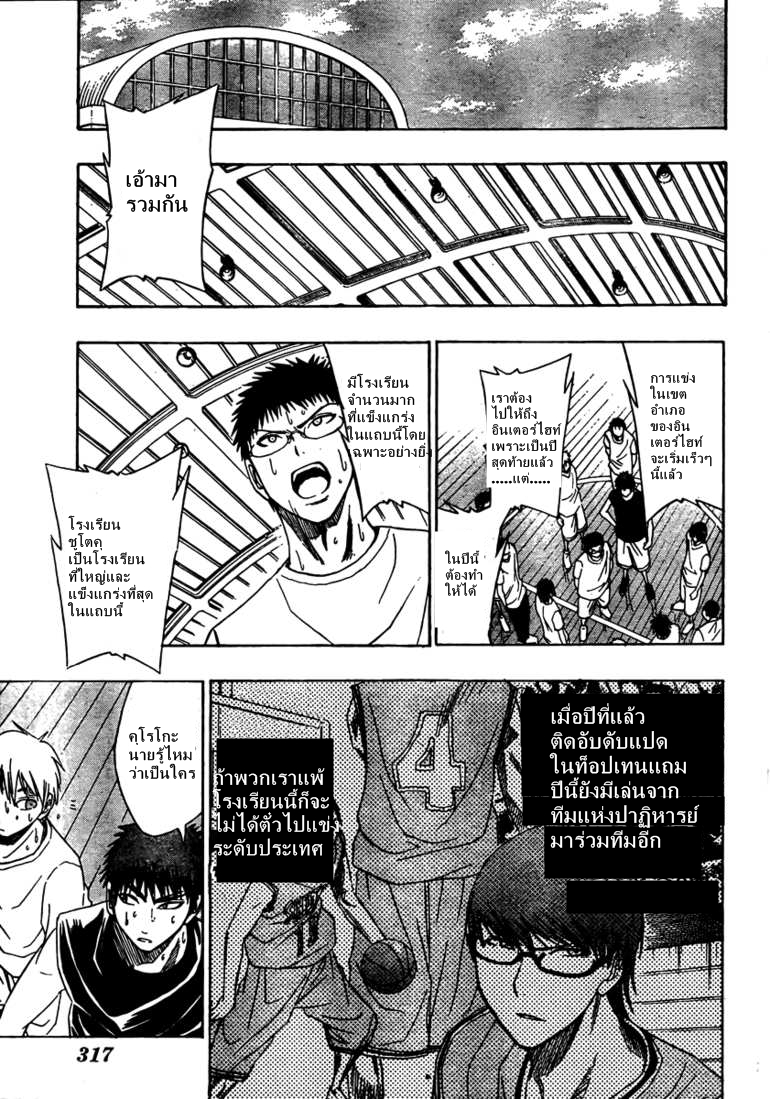 เอ้ามา
รวมกัน
การแข่ง
ในเขต
อำเภอ
ของอิน
เตอร์ไฮท์
จะเริ่มเร็วๆ
นี้แล้ว
เราต้อง
ไปให้ถึง
อินเตอร์ไฮท์
เพราะเป็นปี
สุดท้ายแล้ว
.....แต่.....
ในปีนี้
ต้องทำ
ให้ได้
มีโรงเรียน
จำนวนมาก
ที่แข็งแกร่ง
ในแถบนี้โดย
ฉพาะอย่างยิ่ง
โรงเรียน
ชูโตคุ
เป็นโรงเรียน
ที่ใหญ่และ
แข็งแกร่งที่สุด
ในแถบนี้
เมื่อปีที่แล้ว
ติดอับดับแปด
ในท็อปเทนแถม
ปีนี้ยังมีเล่นจาก
ทีมแห่งปาฏิหารย์
มาร่วมทีมอีก
ถ้าพวกเราแพ้
โรงเรียนนี้ก็จะ
ไม่ได้ตั๋วไปแข่ง
ระดับประเทศ
คุโรโกะ
นายรู้ไหม
ว่าเป็นใคร
4
11
317